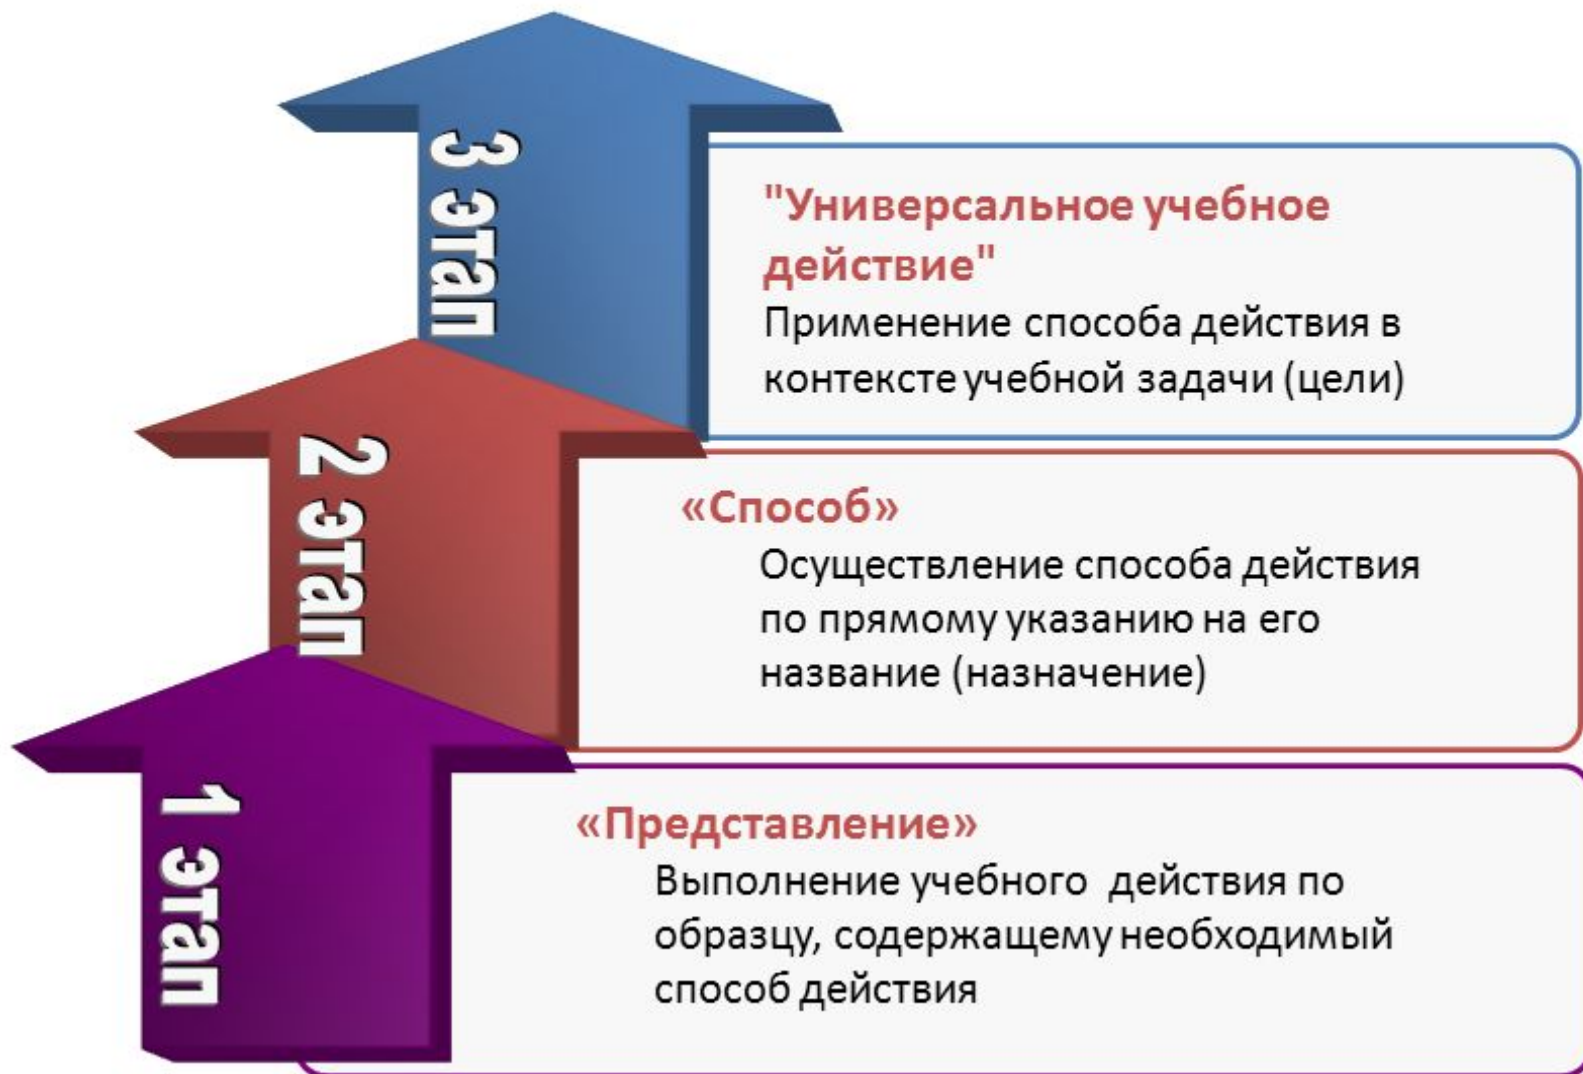 3 этап
"Универсальное учебное
действие"
Применение способа действия в
контексте учебной задачи (цели)
2 этап
«Способ»
Осуществление способа действия
по прямому указанию на его
название (назначение)
1 этап
«Представление»
Выполнение учебного действия по
образцу, содержащему необходимый
способ действия